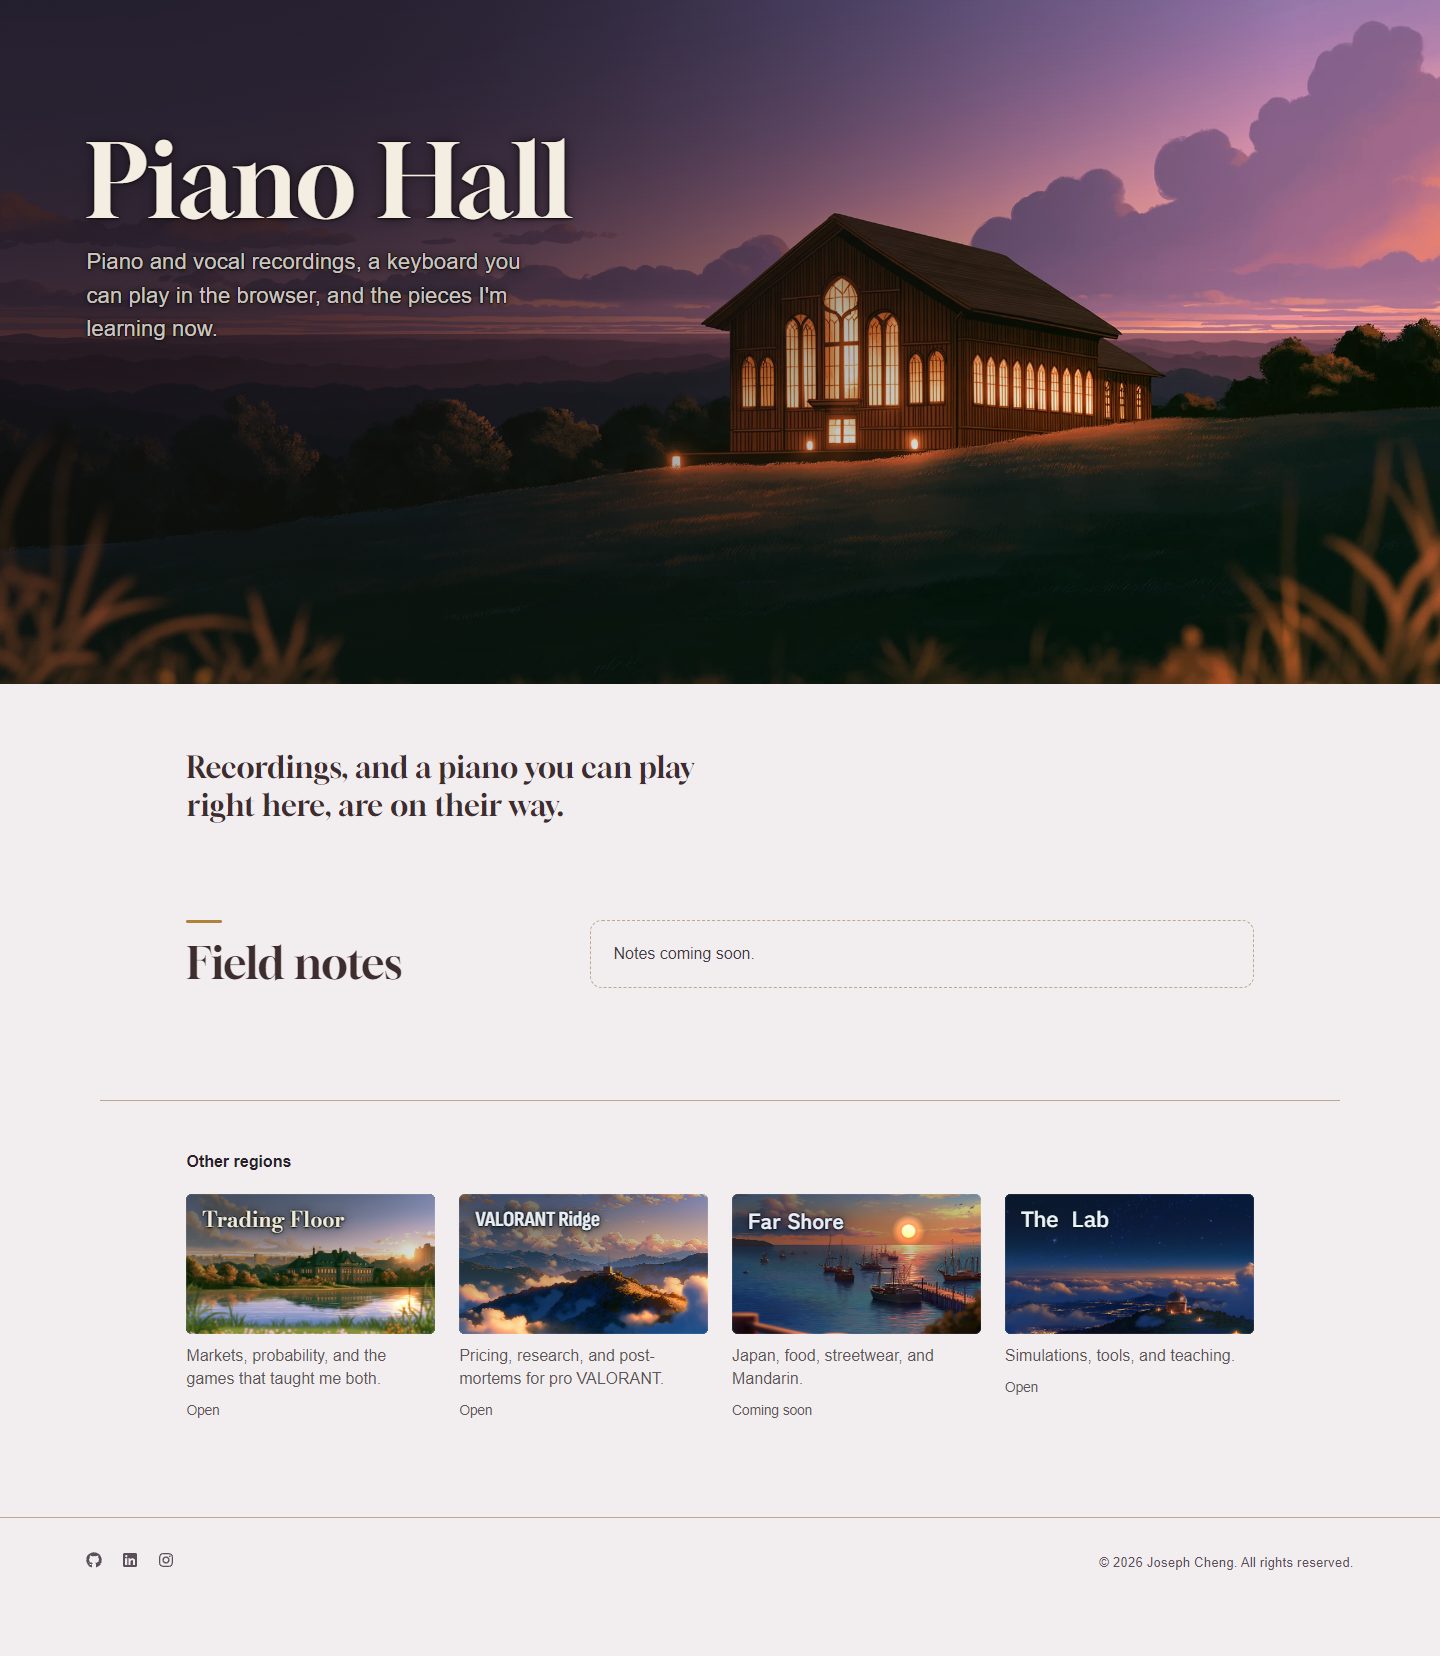 Piano Hall
Piano and vocal recordings, a keyboard you
can play in the browser, and the pieces I'm
learning now.
Recordings, and a piano you can play
right here, are on their way.
Field notes
Notes coming soon.
Other regions
Trading Floor
Markets, probability, and the
games that taught me both.
Open
VALORANT Ridge
Pricing, research, and post-
mortems for pro VALORANT.
Open
Far Shore
Japan, food, streetwear, and
Mandarin.
Coming soon
The Lab
Simulations, tools, and teaching.
Open
© 2026 Joseph Cheng. All rights reserved.